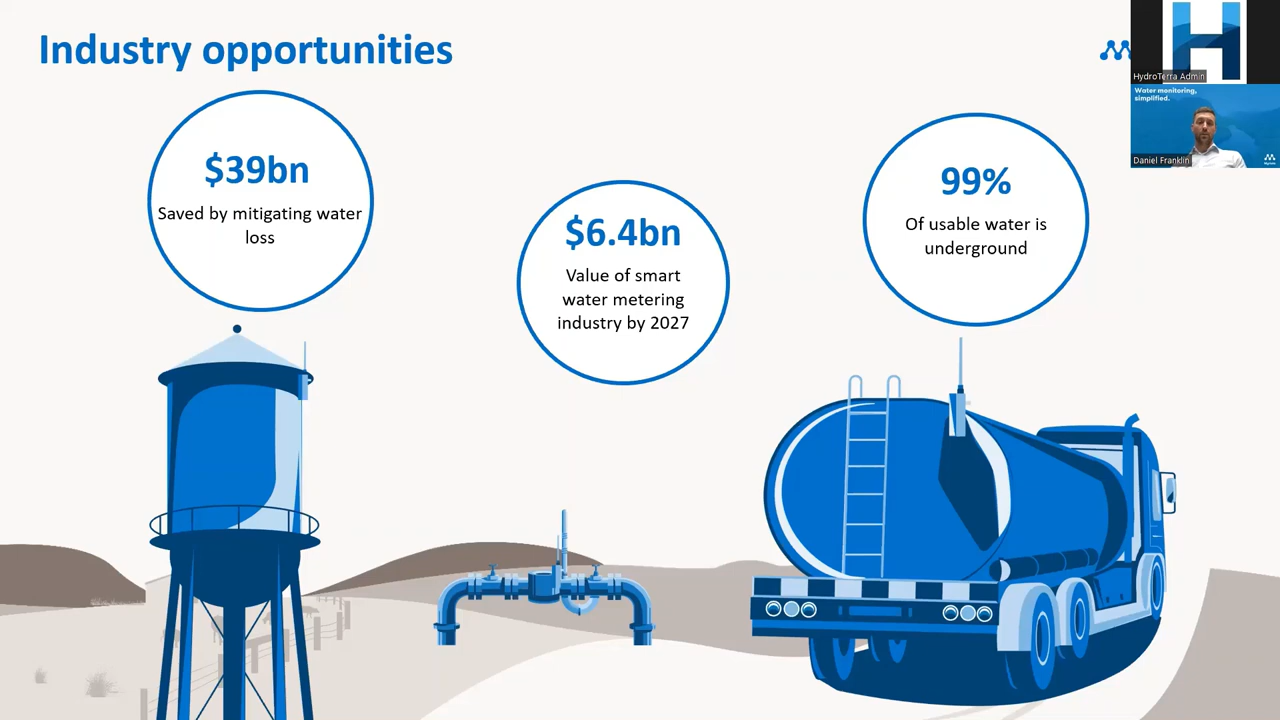 Industry opportunities
$39bn
Saved by mitigating water
loss
$6.4bn
Value of smart
water metering
industry by 2027
99%
Of usable water is
underground
HydroTerra Admin
Water monitoring,
simplified.
Daniel Franklin